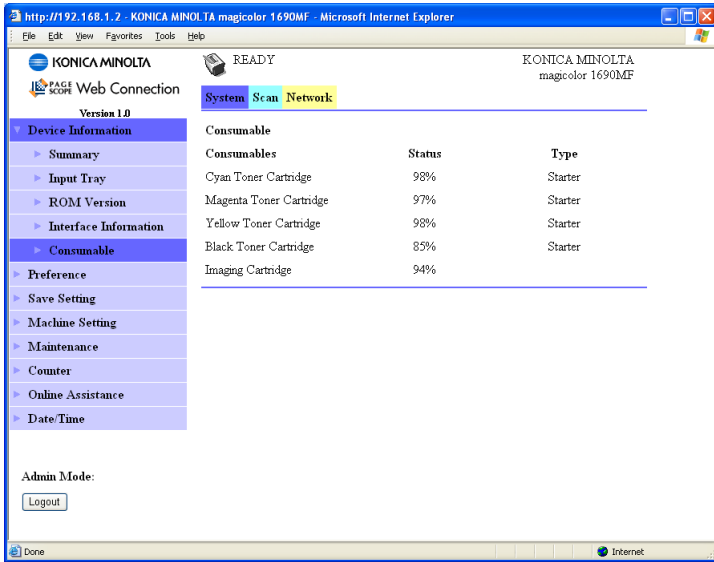 http://192.168.1.2 - KONICA MINOLTA magicolor 1690MF - Microsoft Internet Explorer
File Edit View Favorites Tools Help
KONICA MINOLTA
PAGE SCOPE Web Connection
Version 1.0
READY
KONICA MINOLTA
magicolor 1690MF
System Scan Network
Device Information
Summary
Input Tray
ROM Version
Interface Information
Consumable
Preference
Save Setting
Machine Setting
Maintenance
Counter
Online Assistance
Date/Time
Admin Mode:
Logout
Consumable
Consumables Status Type
Cyan Toner Cartridge 98% Starter
Magenta Toner Cartridge 97% Starter
Yellow Toner Cartridge 98% Starter
Black Toner Cartridge 85% Starter
Imaging Cartridge 94%
Done Internet